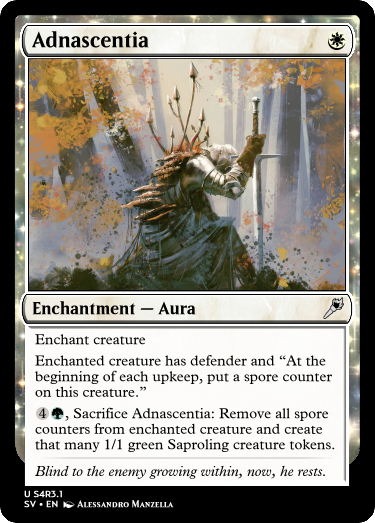 Adnascentia
Enchantment — Aura
Enchant creature
Enchanted creature has defender and “At the
beginning of each upkeep, put a spore counter
on this creature.”
4, Sacrifice Adnascentia: Remove all spore
counters from enchanted creature and create
that many 1/1 green Saproling creature tokens.
Blind to the enemy growing within, now, he rests.
U S4R3.1
SV • EN Alessandro Manzella